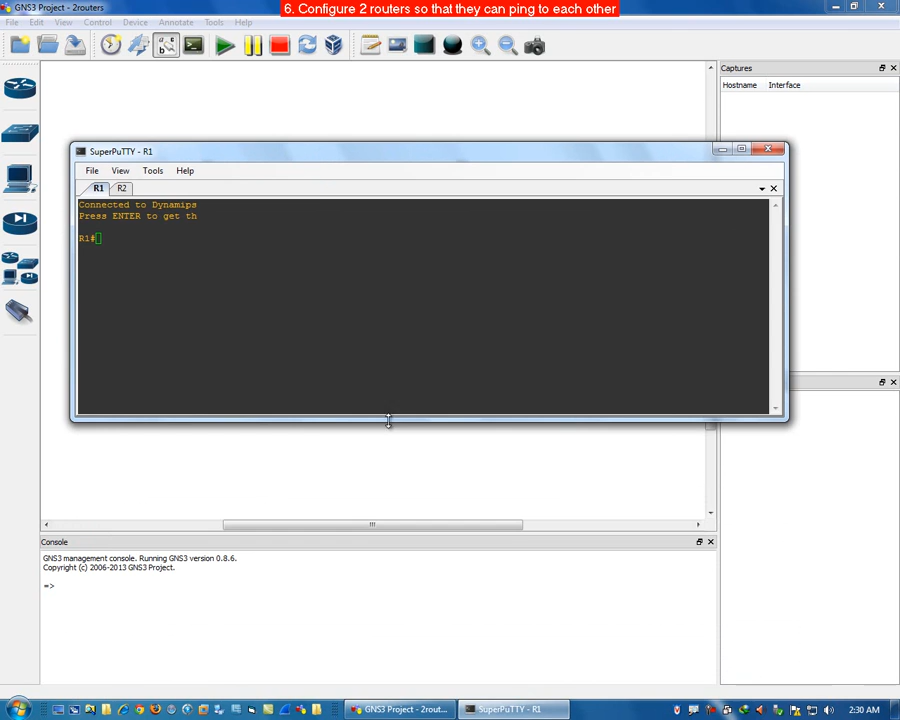 GNS3 Project - 2routers
6. Configure 2 routers so that they can ping to each other
File Edit View Control Device Annotate Tools Help
Captures
Hostname Interface
SuperPuTTY - R1
File View Tools Help
R1 R2
Connected to Dynamips
Press ENTER to get th
R1#
Console
GNS3 management console. Running GNS3 version 0.8.6.
Copyright (c) 2006-2013 GNS3 Project.
=>
GNS3 Project - 2rout...
SuperPuTTY - R1
2:30 AM